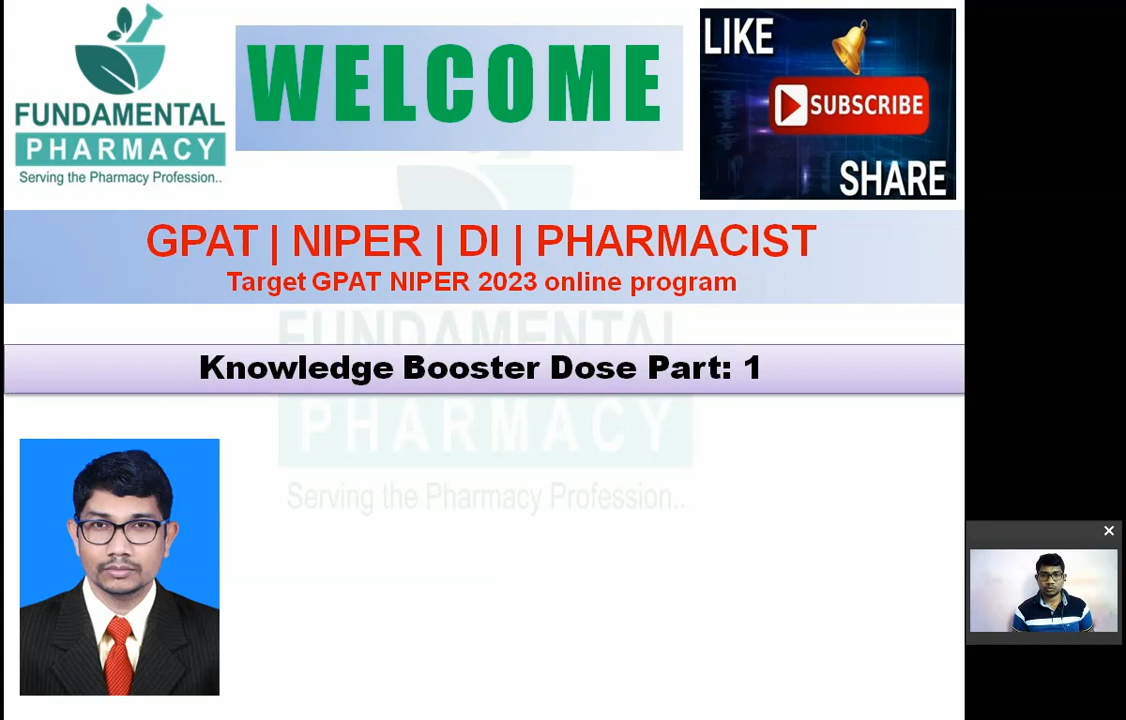 FUNDAMENTAL
PHARMACY
Serving the Pharmacy Profession..
WELCOME
LIKE
SUBSCRIBE
SHARE
GPAT | NIPER | DI | PHARMACIST
Target GPAT NIPER 2023 online program
FUNDAMENTAL
Knowledge Booster Dose Part: 1
PHARMACY
Serving the Pharmacy Profession..